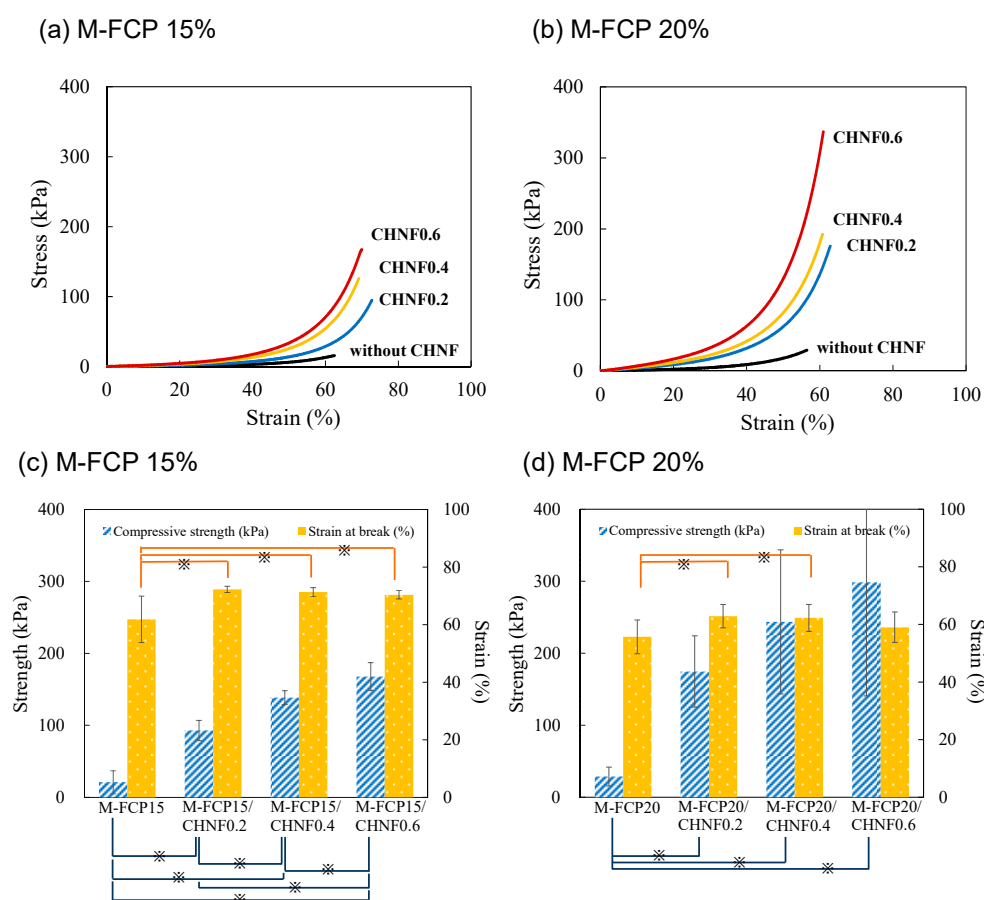 (a) M-FCP 15%
400
300
200
100
0
0 20 40 60 80 100
Stress (kPa)
Strain (%)
CHNF0.6
CHNF0.4
CHNF0.2
without CHNF
(b) M-FCP 20%
400
300
200
100
0
0 20 40 60 80 100
Stress (kPa)
Strain (%)
CHNF0.6
CHNF0.4
CHNF0.2
without CHNF
(c) M-FCP 15%
400
300
200
100
0
Strength (kPa)
Compressive strength (kPa) Strain at break (%)
※
※
※
100
80
60
40
20
0
Strain (%)
M-FCP15
M-FCP15/
CHNF0.2
M-FCP15/
CHNF0.4
M-FCP15/
CHNF0.6
※
※
※
※
※
※
(d) M-FCP 20%
400
300
200
100
0
Strength (kPa)
Compressive strength (kPa) Strain at break (%)
※
※
100
80
60
40
20
0
Strain (%)
M-FCP20
M-FCP20/
CHNF0.2
M-FCP20/
CHNF0.4
M-FCP20/
CHNF0.6
※
※
※